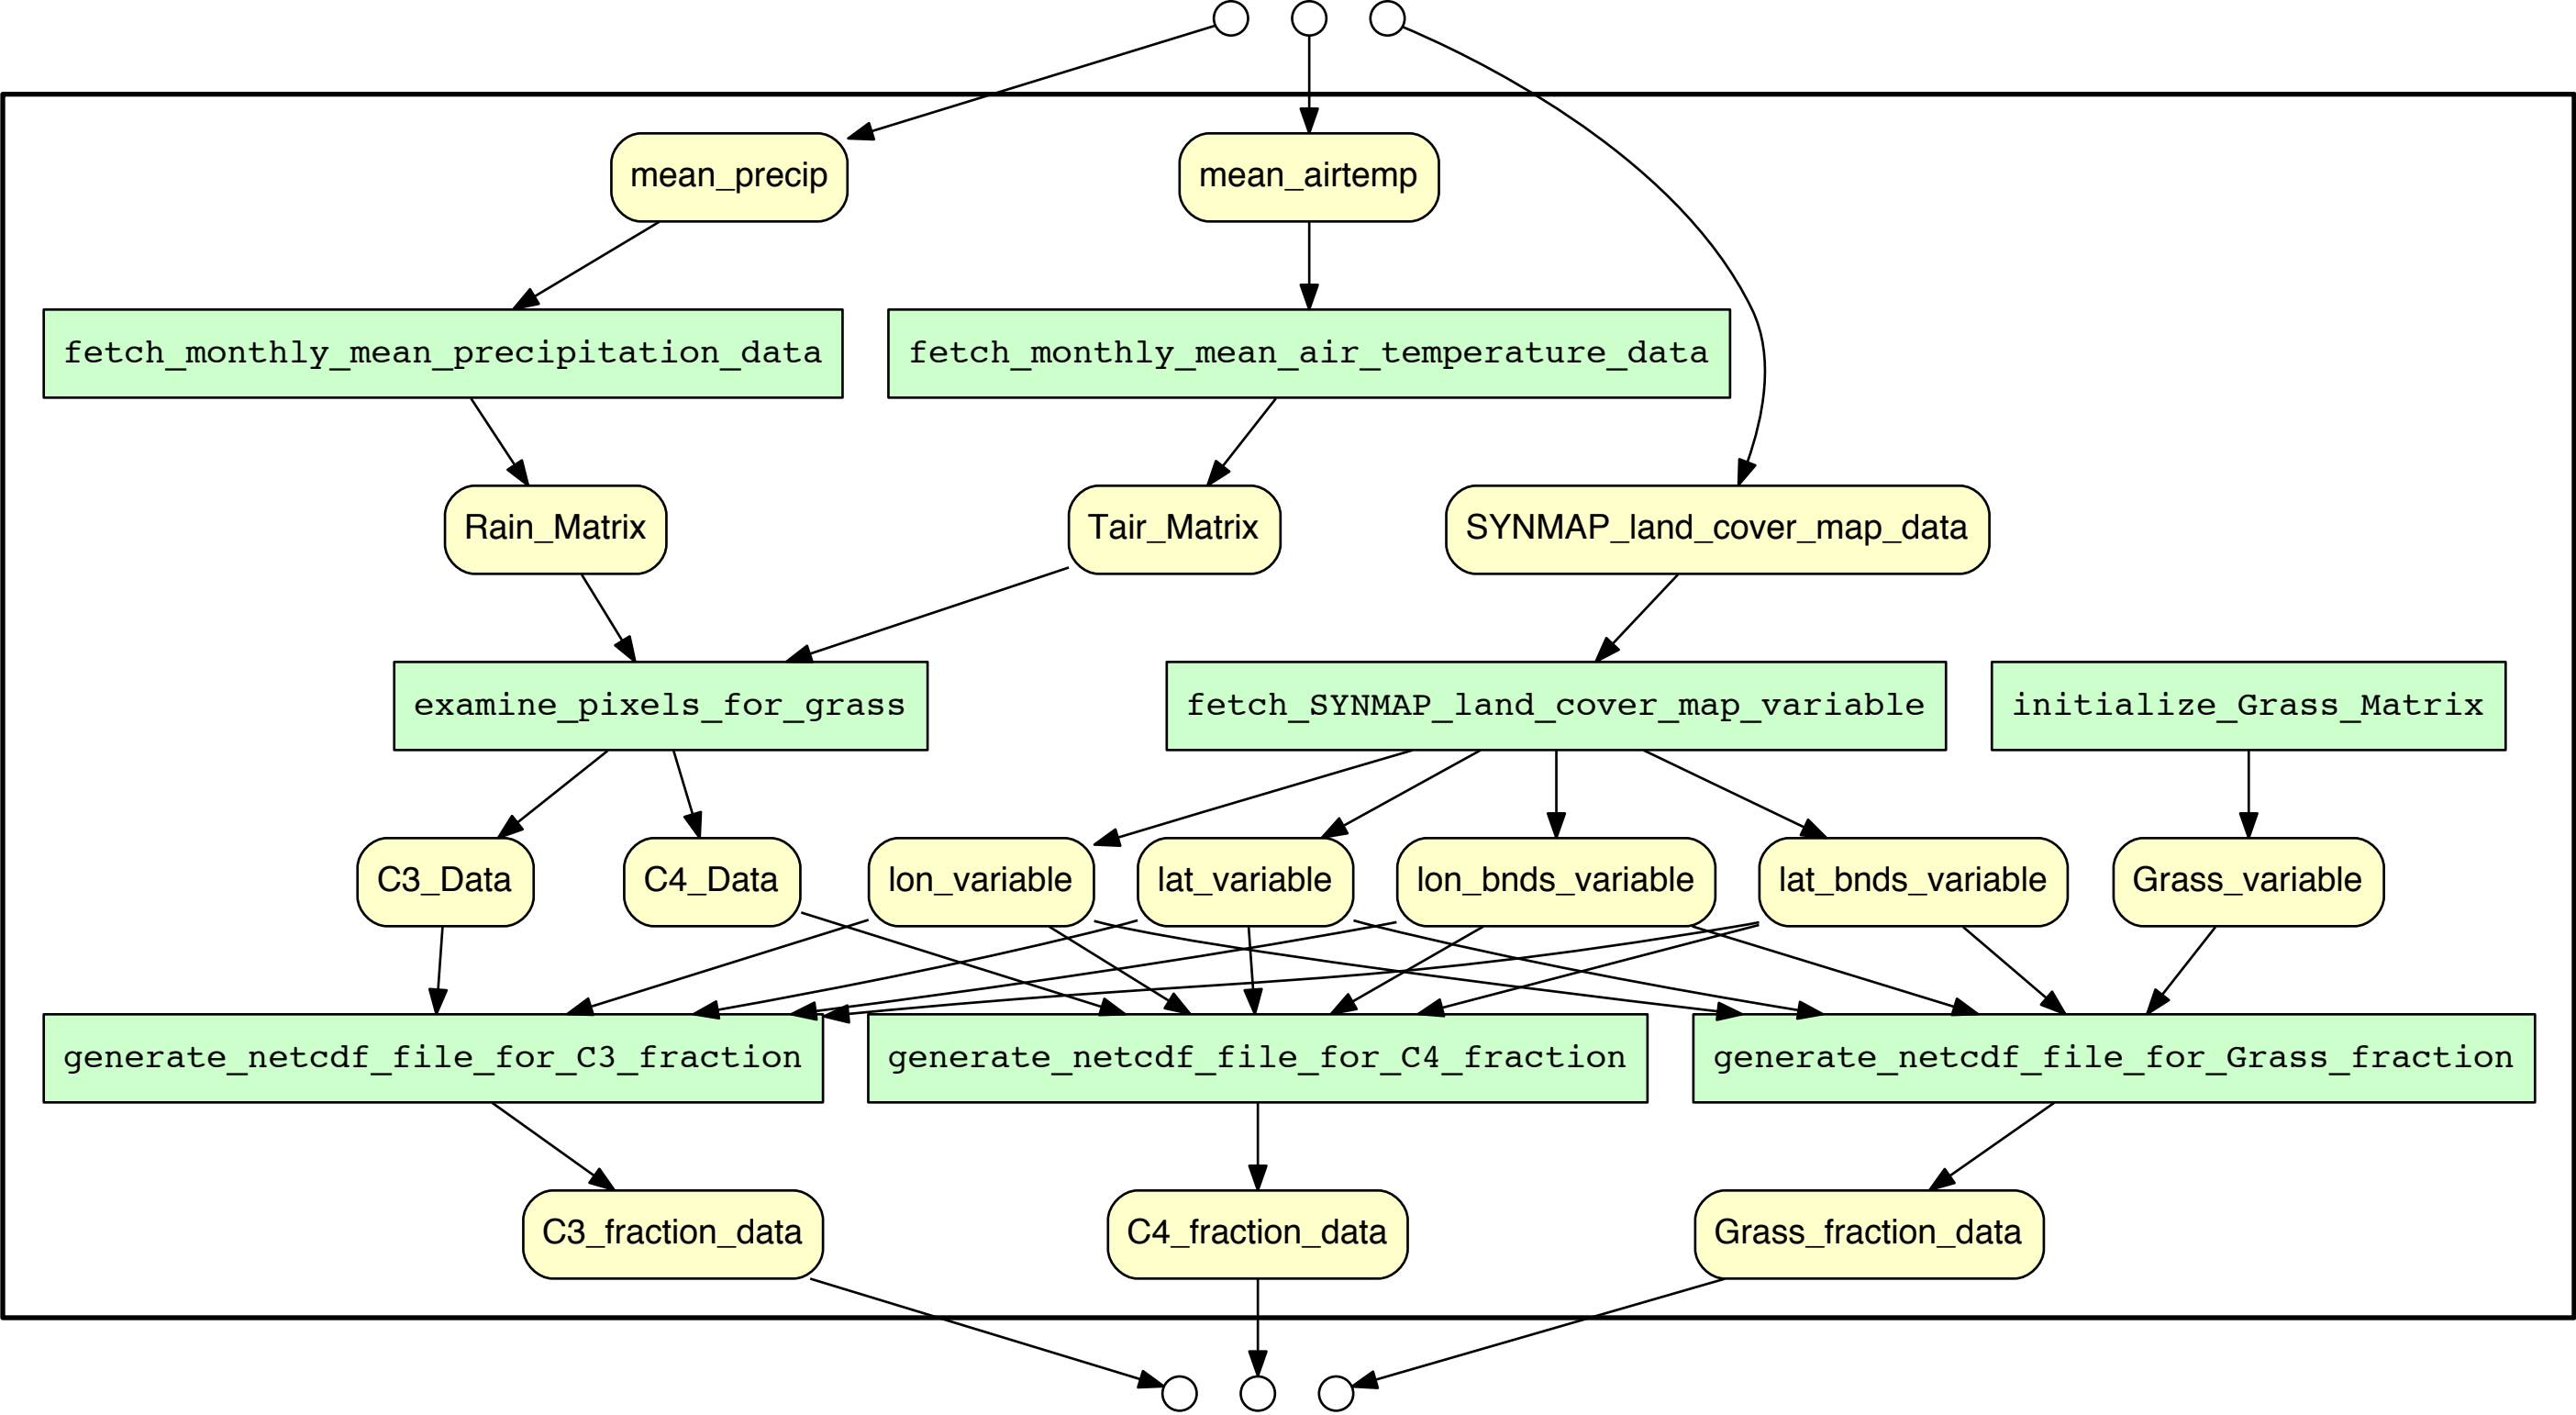 mean_precip
mean_airtemp
fetch_monthly_mean_precipitation_data
fetch_monthly_mean_air_temperature_data
Rain_Matrix
Tair_Matrix
SYNMAP_land_cover_map_data
examine_pixels_for_grass
fetch_SYNMAP_land_cover_map_variable
initialize_Grass_Matrix
C3_Data
C4_Data
lon_variable
lat_variable
lon_bnds_variable
lat_bnds_variable
Grass_variable
generate_netcdf_file_for_C3_fraction
generate_netcdf_file_for_C4_fraction
generate_netcdf_file_for_Grass_fraction
C3_fraction_data
C4_fraction_data
Grass_fraction_data